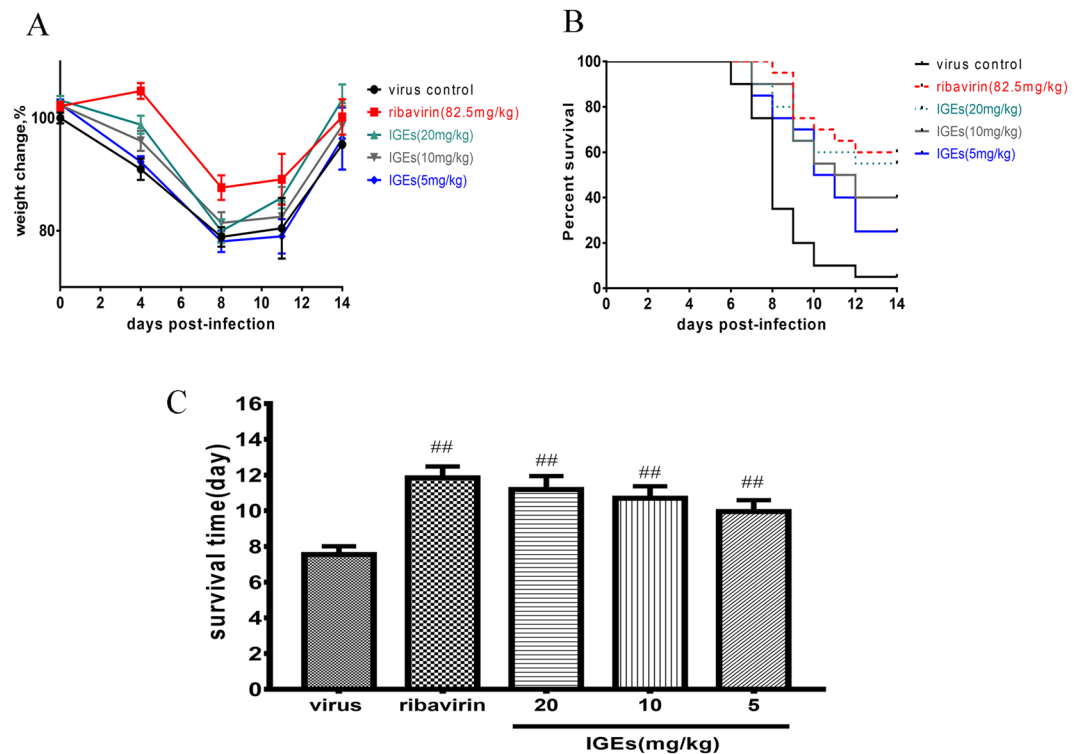 A
weight change,%
100
80
0 2 4 6 8 10 12 14
days post-infection
virus control
ribavirin(82.5mg/kg)
IGEs(20mg/kg)
IGEs(10mg/kg)
IGEs(5mg/kg)
B
Percent survival
100
80
60
40
20
0
0 2 4 6 8 10 12 14
days post-infection
virus control
ribavirin(82.5mg/kg)
IGEs(20mg/kg)
IGEs(10mg/kg)
IGEs(5mg/kg)
C
survival time(day)
16
14
12
10
8
6
4
2
0
## ## ## ##
virus ribavirin 20 10 5
IGEs(mg/kg)